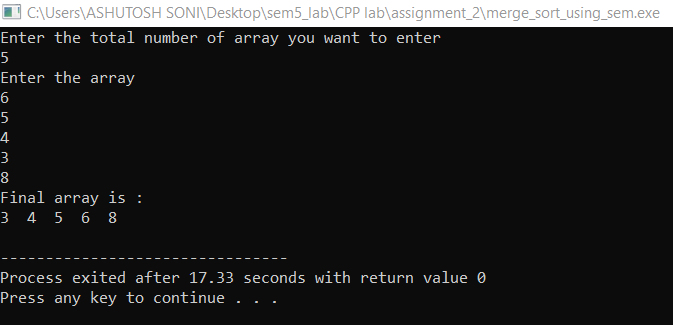 C:\Users\ASHUTOSH SONI\Desktop\sem5_lab\CPP lab\assignment_2\merge_sort_using_sem.exe
Enter the total number of array you want to enter
5
Enter the array
6
5
4
3
8
Final array is :
3  4  5  6  8
--------------------------------
Process exited after 17.33 seconds with return value 0
Press any key to continue . . .